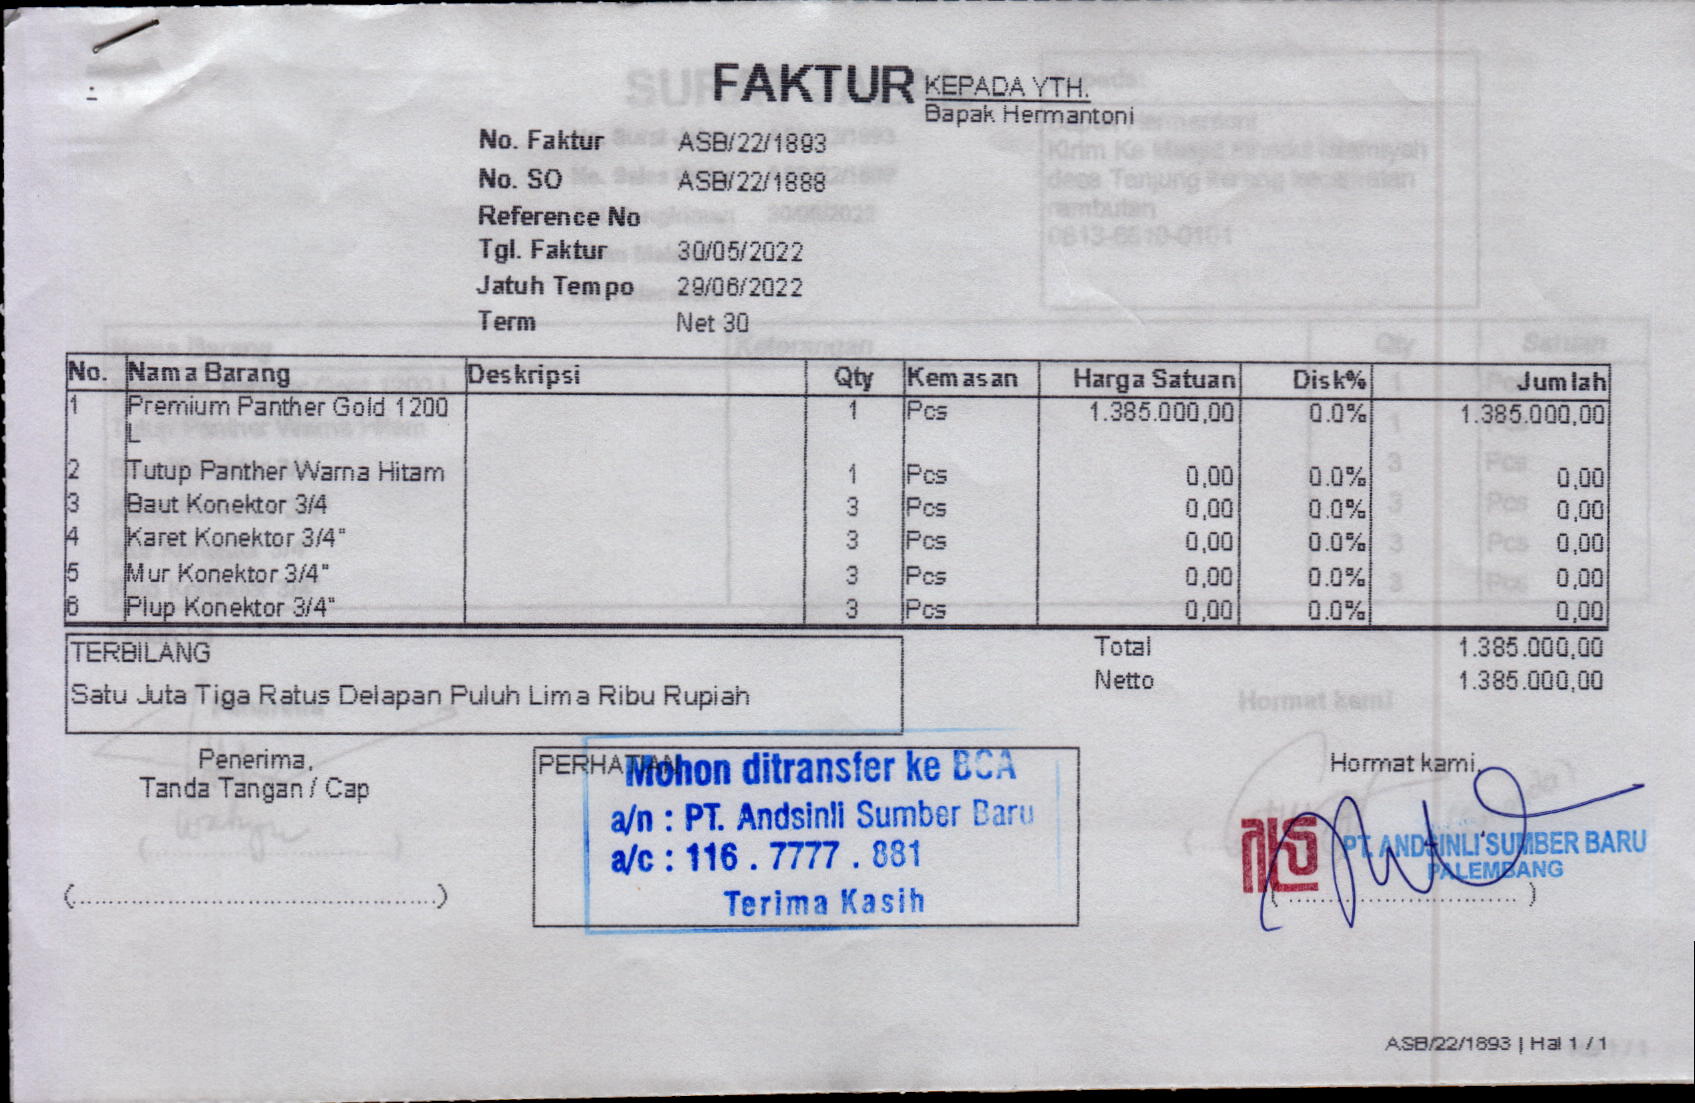 FAKTUR
KEPADA YTH.
Bapak Hermantoni
No. Faktur ASB/22/1893
No. SO ASB/22/1888
Reference No
Tgl. Faktur 30/05/2022
Jatuh Tempo 29/06/2022
Term Net 30
No. Nama Barang Deskripsi Qty Kemasan Harga Satuan Disk% Jumlah
1 Premium Panther Gold 1200 1 Pcs 1.385.000,00 0.0% 1.385.000,00
L
2 Tutup Panther Warna Hitam 1 Pcs 0,00 0.0% 0,00
3 Baut Konektor 3/4 3 Pcs 0,00 0.0% 0,00
4 Karet Konektor 3/4" 3 Pcs 0,00 0.0% 0,00
5 Mur Konektor 3/4" 3 Pcs 0,00 0.0% 0,00
6 Plup Konektor 3/4" 3 Pcs 0,00 0.0% 0,00
Total 1.385.000,00
Netto 1.385.000,00
TERBILANG
Satu Juta Tiga Ratus Delapan Puluh Lima Ribu Rupiah
Penerima,
Tanda Tangan / Cap
(................................................)
PERHATIAN
Mohon ditransfer ke BCA
a/n : PT. Andsinli Sumber Baru
a/c : 116 . 7777 . 881
Terima Kasih
Hormat kami,
PT. ANDSINLI SUMBER BARU
PALEMBANG
(................................)
ASB/22/1893 | Hal 1 / 1